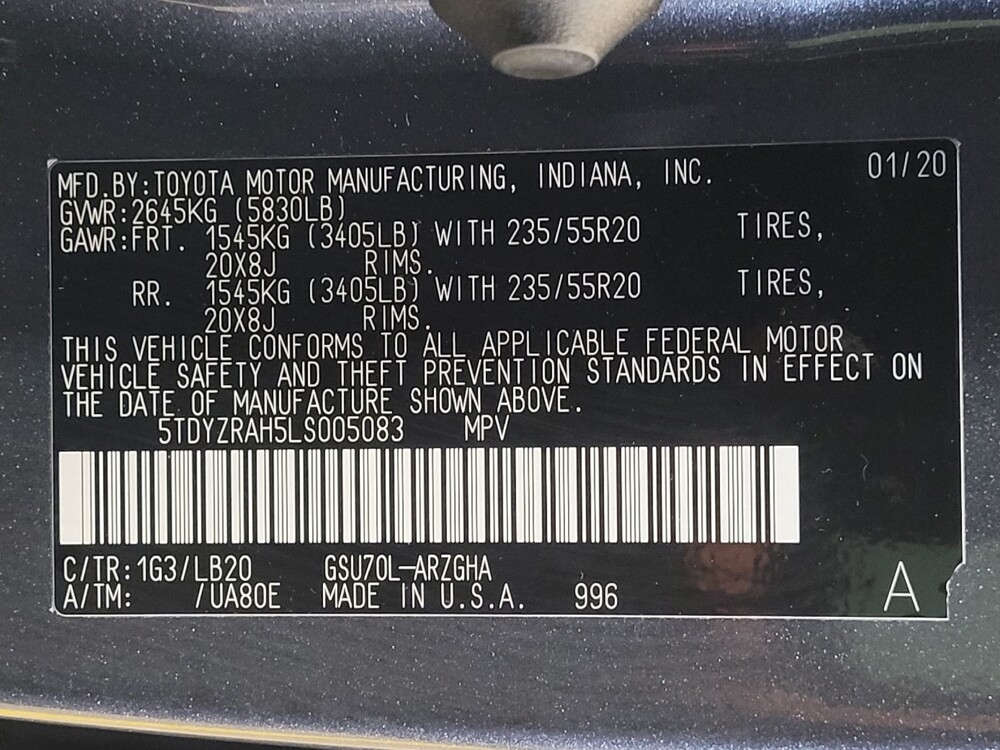 MFD.BY:TOYOTA MOTOR MANUFACTURING, INDIANA, INC. 01/20
GVWR:2645KG (5830LB)
GAWR:FRT. 1545KG (3405LB) WITH 235/55R20 TIRES,
20X8J RIMS.
RR. 1545KG (3405LB) WITH 235/55R20 TIRES,
20X8J RIMS.
THIS VEHICLE CONFORMS TO ALL APPLICABLE FEDERAL MOTOR
VEHICLE SAFETY AND THEFT PREVENTION STANDARDS IN EFFECT ON
THE DATE OF MANUFACTURE SHOWN ABOVE.
5TDYZRAH5LS005083 MPV
C/TR:1G3/LB20 GSU70L-ARZGHA
A/TM: /UA80E MADE IN U.S.A. 996 A